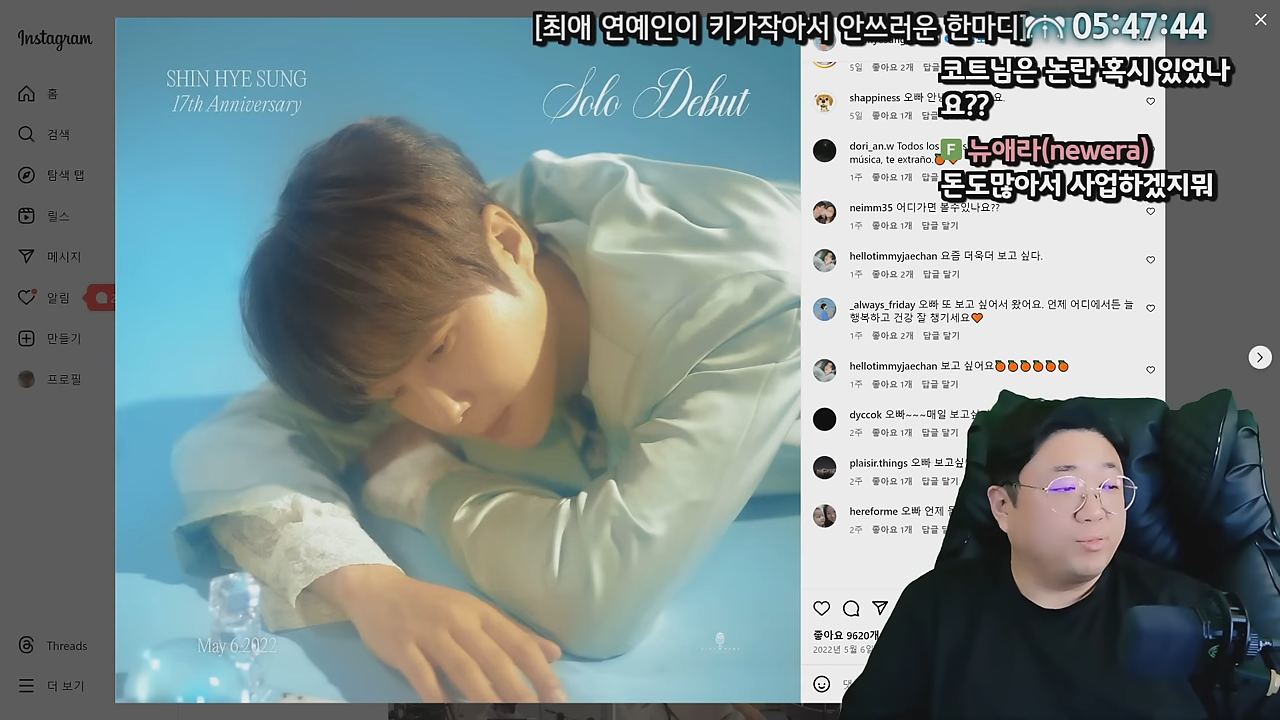 [최애 연예인이 키가작아서 안쓰러운 한마디]
05:47:44
코트님은 논란 혹시 있었나
요??
F 뉴애라(newera)
돈도많아서 사업하겠지뭐
Instagram
홈
검색
탐색 탭
릴스
메시지
알림
만들기
프로필
Threads
더 보기
SHIN HYE SUNG
17th Anniversary
Solo Debut
May 6.2022
5일 좋아요 2개 답글
shappiness 오빠
5일 좋아요 1개 답글
dori_an.w Todos los
música, te extraño.
1주 좋아요 1개 답글
neimm35 어디가면 볼수있나요??
1주 좋아요 1개 답글 달기
hellotimmyjaechan 요즘 더욱더 보고 싶다.
1주 좋아요 2개 답글 달기
_always_friday 오빠 또 보고 싶어서 왔어요. 언제 어디에서든 늘
행복하고 건강 잘 챙기세요
1주 좋아요 2개 답글 달기
hellotimmyjaechan 보고 싶어요
1주 좋아요 1개 답글 달기
dyccok 오빠~~~매일 보고싶
2주 좋아요 1개 답글 달기
plaisir.things 오빠 보고싶
2주 좋아요 1개 답글 달기
hereforme 오빠 언제
2주 좋아요 1개 답글 달기
좋아요 9620개
2022년 5월 6일